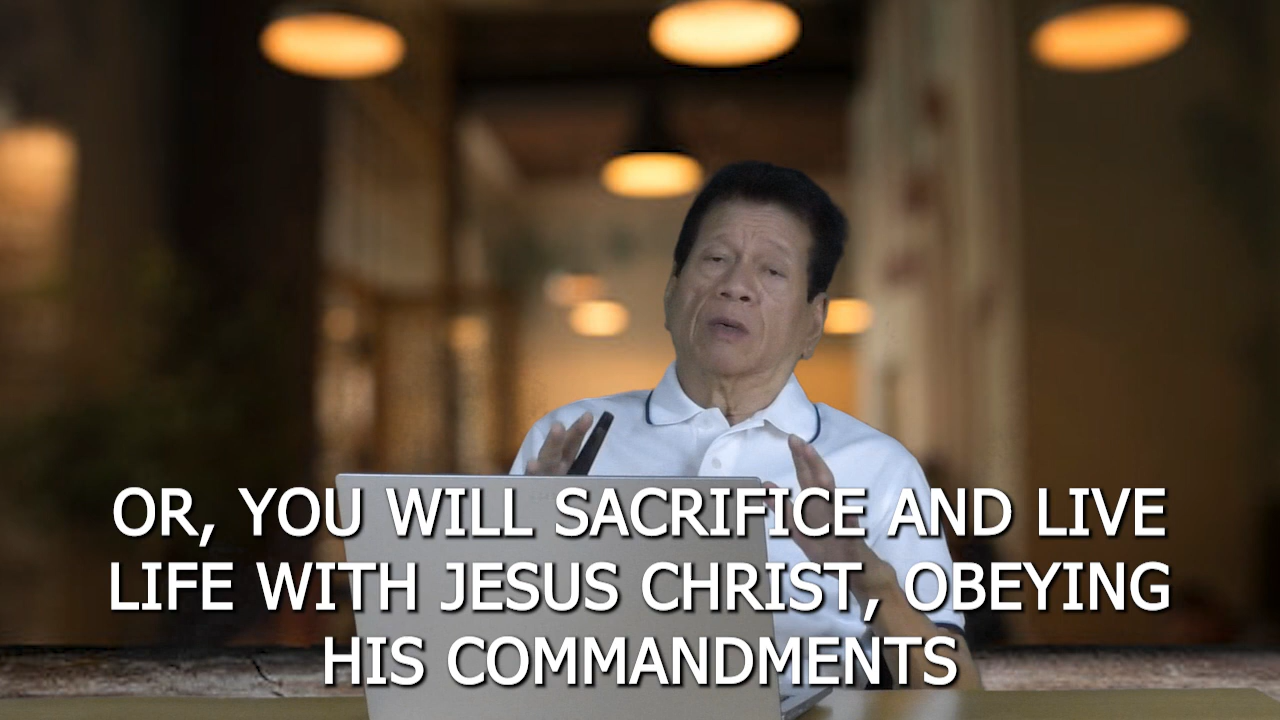 OR, YOU WILL SACRIFICE AND LIVE
LIFE WITH JESUS CHRIST, OBEYING
HIS COMMANDMENTS